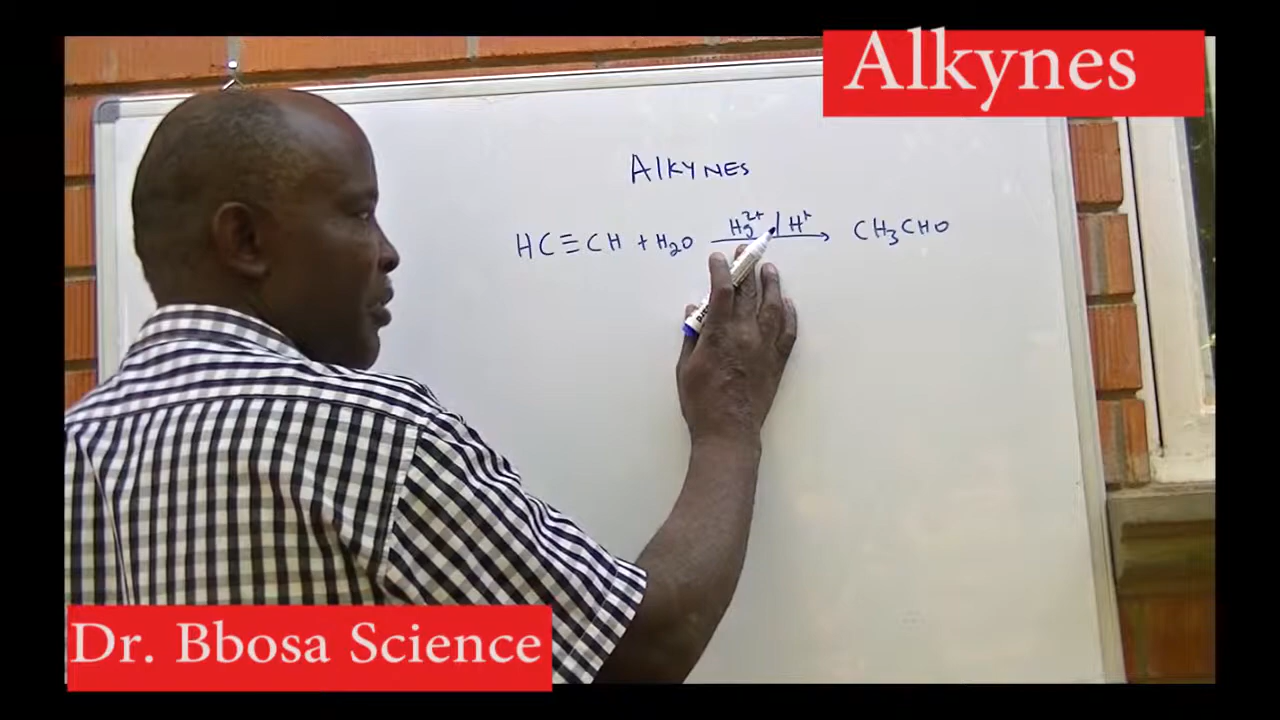 Alkynes
ALKYNES
HC≡CH + H₂O —Hg²⁺/H⁺→ CH₃CHO
Dr. Bbosa Science